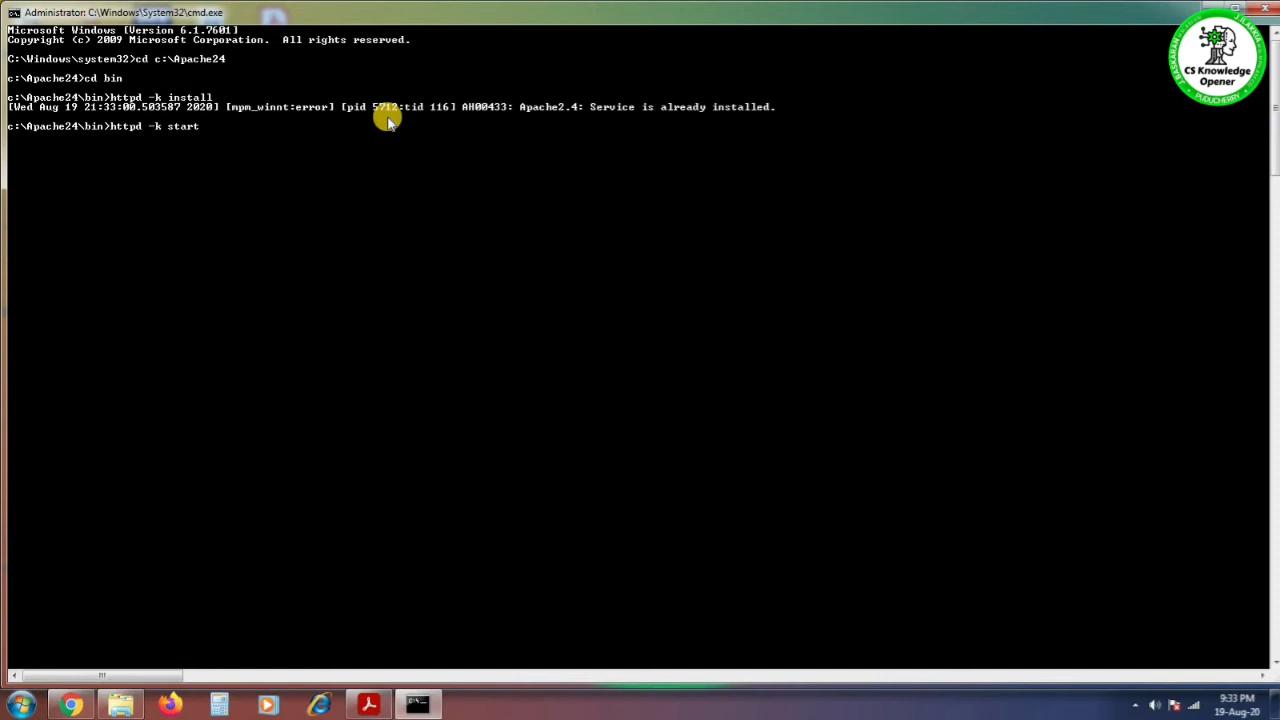 Administrator: C:\Windows\System32\cmd.exe
Microsoft Windows [Version 6.1.7601]
Copyright (c) 2009 Microsoft Corporation.  All rights reserved.
C:\Windows\system32>cd c:\Apache24
c:\Apache24>cd bin
c:\Apache24\bin>httpd -k install
[Wed Aug 19 21:33:00.503587 2020] [mpm_winnt:error] [pid 5712:tid 116] AH00433: Apache2.4: Service is already installed.
c:\Apache24\bin>httpd -k start
J.BASKARAN
J.ILAKKIA
CS Knowledge
Opener
PUDUCHERRY
9:33 PM
19-Aug-20